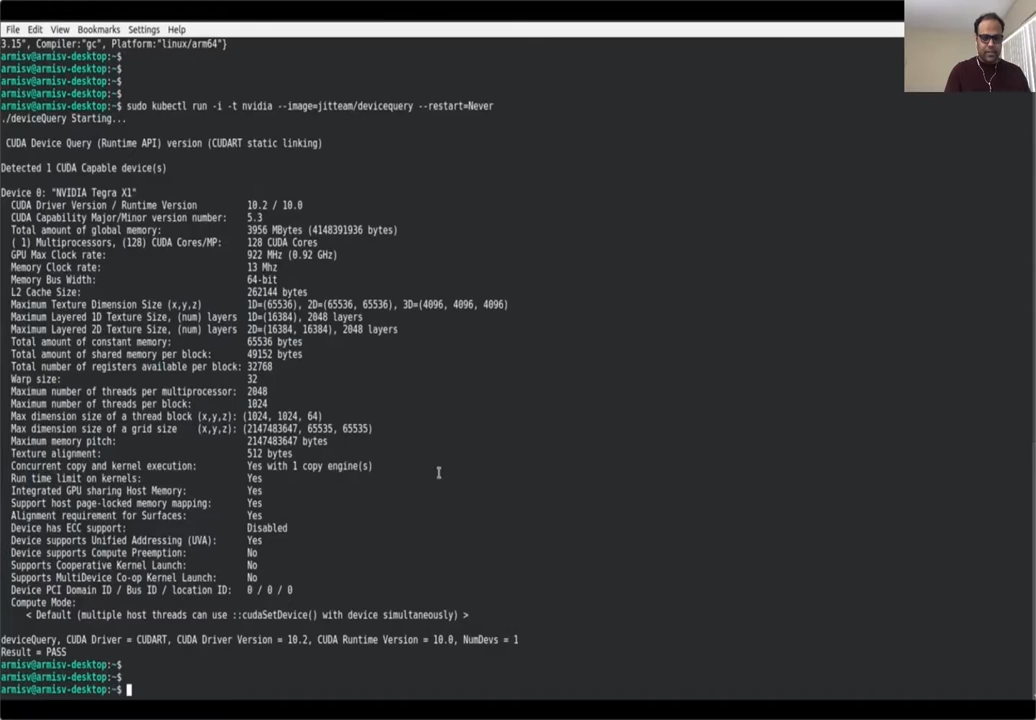 File Edit View Bookmarks Settings Help
3.15", Compiler:"gc", Platform:"linux/arm64"}
armisv@armisv-desktop:~$
armisv@armisv-desktop:~$
armisv@armisv-desktop:~$
armisv@armisv-desktop:~$
armisv@armisv-desktop:~$ sudo kubectl run -i -t nvidia --image=jitteam/devicequery --restart=Never
./deviceQuery Starting...
CUDA Device Query (Runtime API) version (CUDART static linking)
Detected 1 CUDA Capable device(s)
Device 0: "NVIDIA Tegra X1"
CUDA Driver Version / Runtime Version 10.2 / 10.0
CUDA Capability Major/Minor version number: 5.3
Total amount of global memory: 3956 MBytes (4148391936 bytes)
( 1) Multiprocessors, (128) CUDA Cores/MP: 128 CUDA Cores
GPU Max Clock rate: 922 MHz (0.92 GHz)
Memory Clock rate: 13 Mhz
Memory Bus Width: 64-bit
L2 Cache Size: 262144 bytes
Maximum Texture Dimension Size (x,y,z) 1D=(65536), 2D=(65536, 65536), 3D=(4096, 4096, 4096)
Maximum Layered 1D Texture Size, (num) layers 1D=(16384), 2048 layers
Maximum Layered 2D Texture Size, (num) layers 2D=(16384, 16384), 2048 layers
Total amount of constant memory: 65536 bytes
Total amount of shared memory per block: 49152 bytes
Total number of registers available per block: 32768
Warp size: 32
Maximum number of threads per multiprocessor: 2048
Maximum number of threads per block: 1024
Max dimension size of a thread block (x,y,z): (1024, 1024, 64)
Max dimension size of a grid size (x,y,z): (2147483647, 65535, 65535)
Maximum memory pitch: 2147483647 bytes
Texture alignment: 512 bytes
Concurrent copy and kernel execution: Yes with 1 copy engine(s)
Run time limit on kernels: Yes
Integrated GPU sharing Host Memory: Yes
Support host page-locked memory mapping: Yes
Alignment requirement for Surfaces: Yes
Device has ECC support: Disabled
Device supports Unified Addressing (UVA): Yes
Device supports Compute Preemption: No
Supports Cooperative Kernel Launch: No
Supports MultiDevice Co-op Kernel Launch: No
Device PCI Domain ID / Bus ID / location ID: 0 / 0 / 0
Compute Mode:
< Default (multiple host threads can use ::cudaSetDevice() with device simultaneously) >
deviceQuery, CUDA Driver = CUDART, CUDA Driver Version = 10.2, CUDA Runtime Version = 10.0, NumDevs = 1
Result = PASS
armisv@armisv-desktop:~$
armisv@armisv-desktop:~$
armisv@armisv-desktop:~$